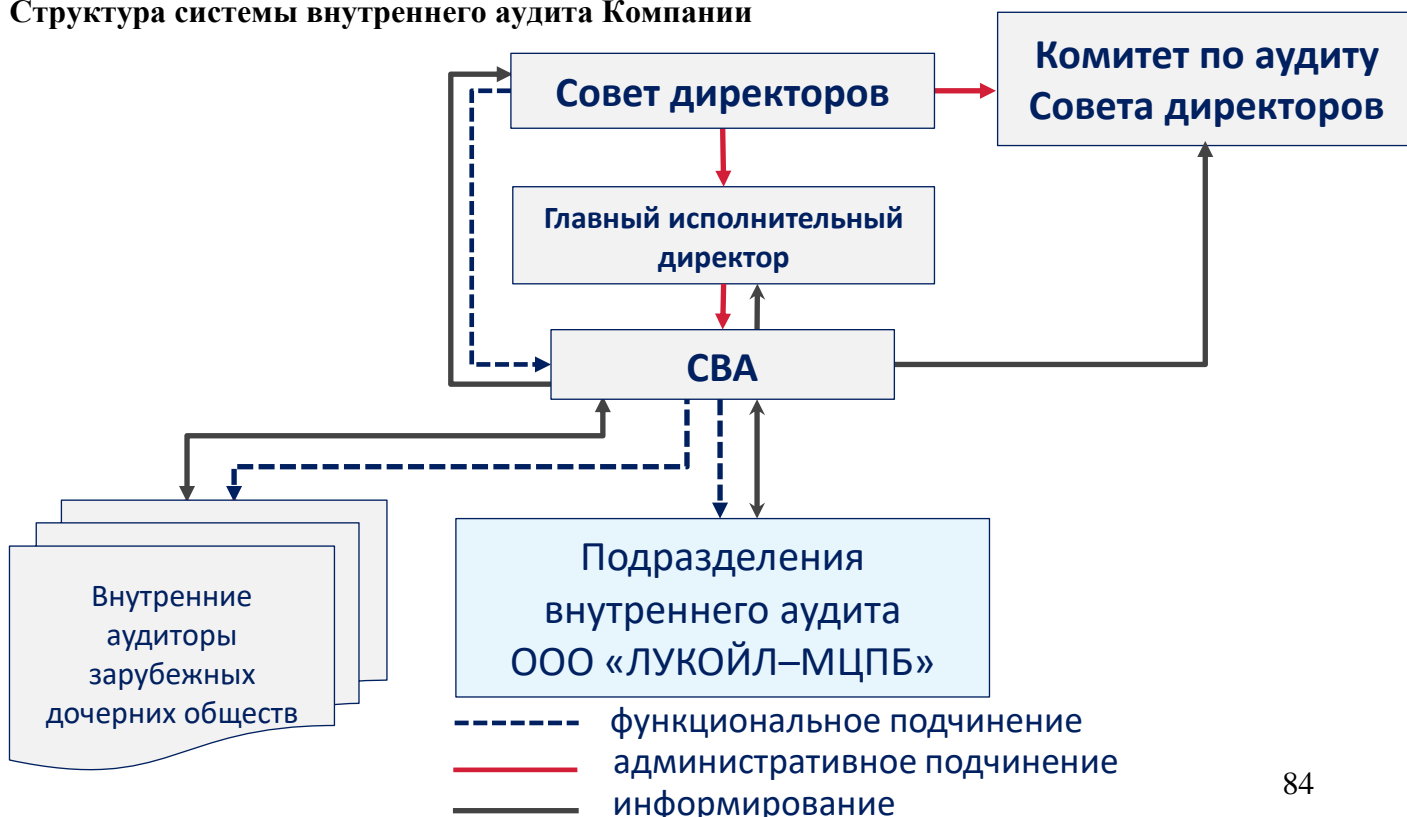 Структура системы внутреннего аудита Компании
Совет директоров
Комитет по аудиту
Совета директоров
Главный исполнительный
директор
СВА
Внутренние
аудиторы
зарубежных
дочерних обществ
Подразделения
внутреннего аудита
ООО «ЛУКОЙЛ–МЦПБ»
функциональное подчинение
административное подчинение
информирование
84